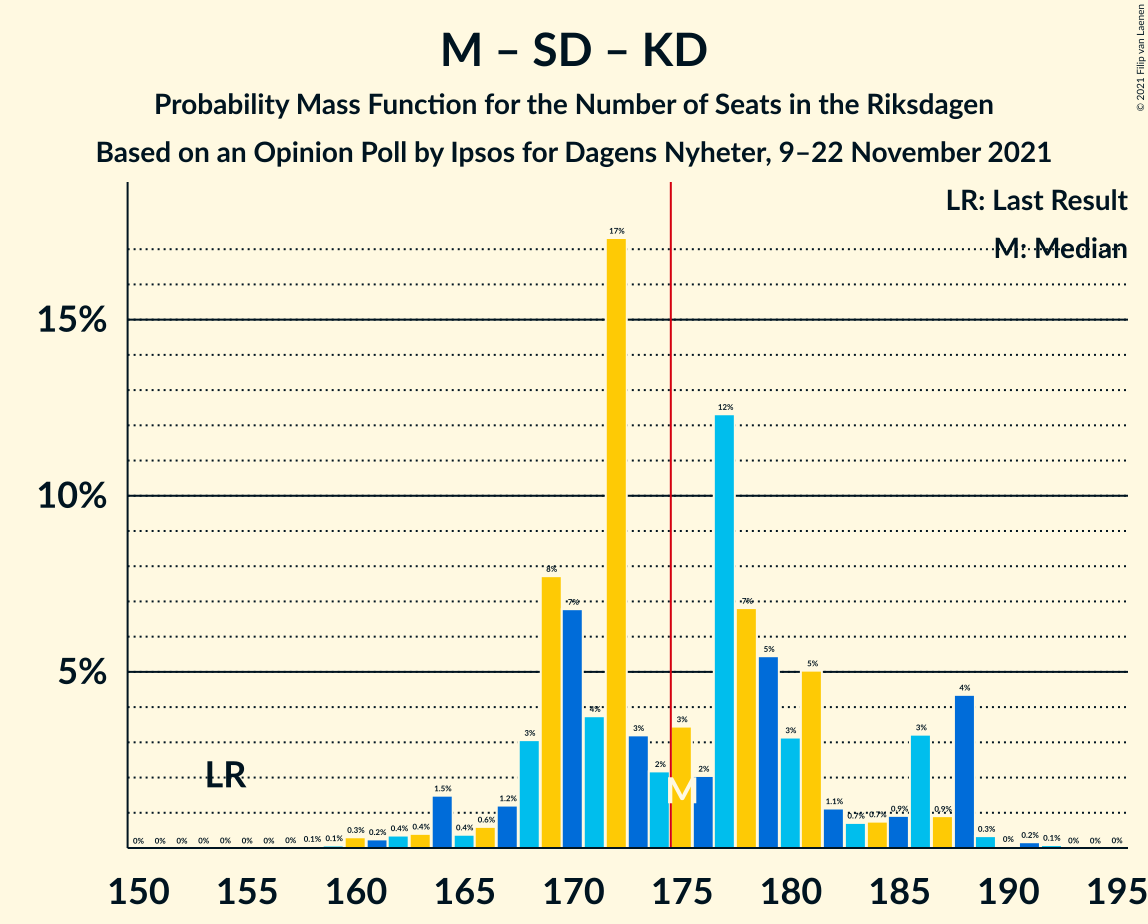 M – SD – KD
Probability Mass Function for the Number of Seats in the Riksdagen
Based on an Opinion Poll by Ipsos for Dagens Nyheter, 9–22 November 2021
© 2021 Filip van Laenen
LR: Last Result
M: Median
15%
10%
5%
0% 0% 0% 0% 0% 0% 0% 0% 0.1% 0.1% 0.3% 0.2% 0.4% 0.4% 1.5% 0.4% 0.6% 1.2% 3% 8% 7% 4% 17% 3% 2% 3% 2% 12% 7% 5% 3% 5% 1.1% 0.7% 0.7% 0.9% 3% 0.9% 4% 0.3% 0% 0.2% 0.1% 0% 0% 0%
LR
M
150 155 160 165 170 175 180 185 190 195